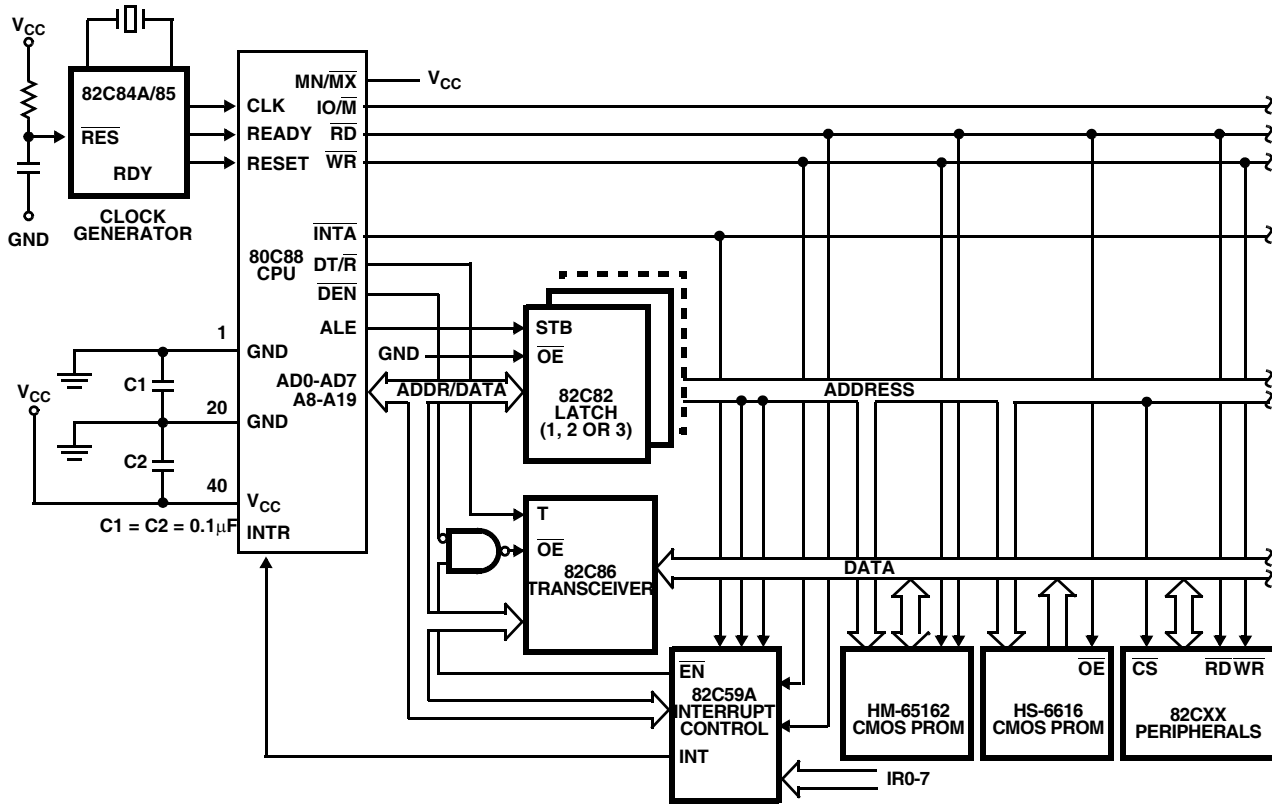 VCC
82C84A/85
RES
RDY
CLOCK
GENERATOR
GND
MN/MX
VCC
IO/M
CLK
READY
RD
RESET
WR
INTA
80C88
CPU
DT/R
DEN
ALE
1
GND
C1
AD0-AD7
A8-A19
VCC
20
GND
C2
40
VCC
C1 = C2 = 0.1μF
INTR
STB
GND
OE
82C82
LATCH
(1, 2 OR 3)
ADDR/DATA
ADDRESS
T
OE
82C86
TRANSCEIVER
DATA
EN
82C59A
INTERRUPT
CONTROL
INT
IR0-7
HM-65162
CMOS PROM
OE
HS-6616
CMOS PROM
CS
RD WR
82CXX
PERIPHERALS